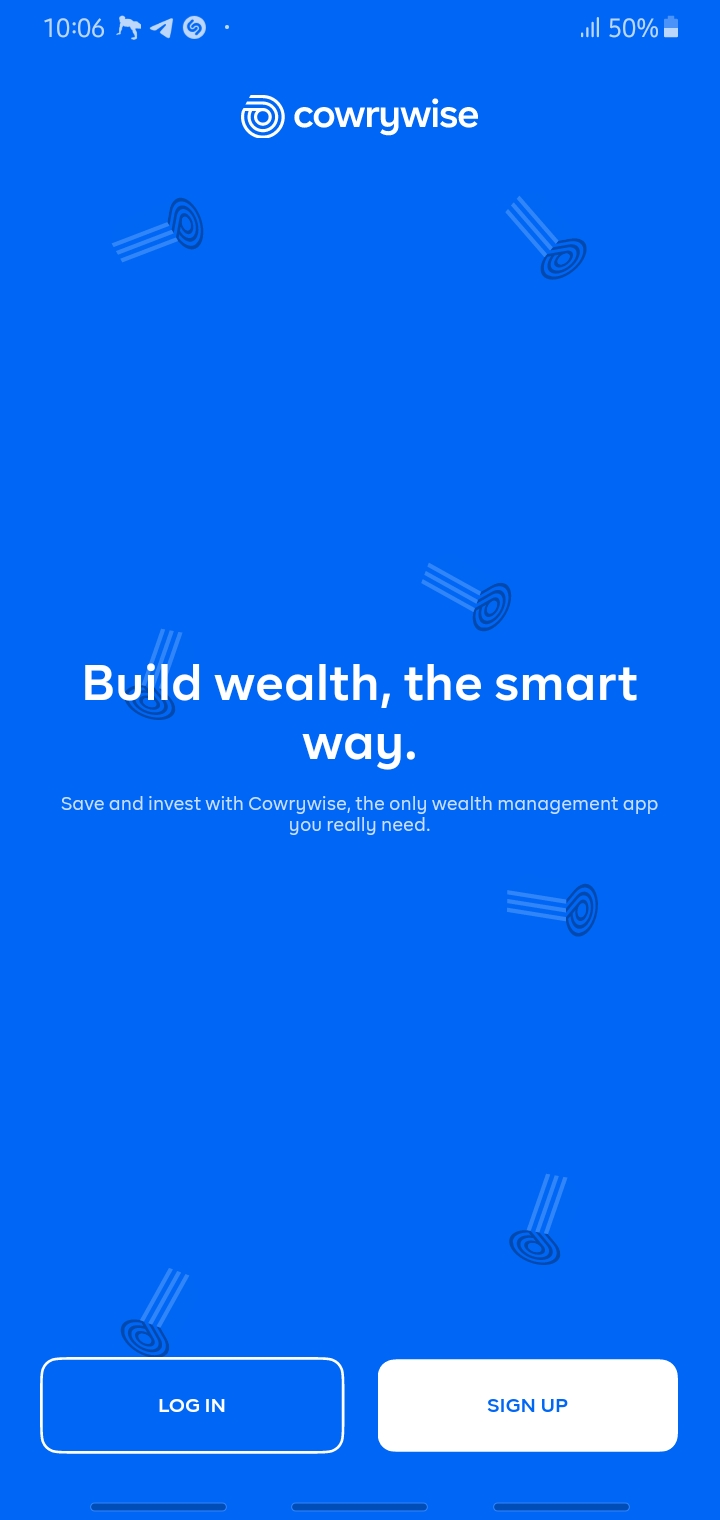 10:06 50%
cowrywise
Build wealth, the smart
way.
Save and invest with Cowrywise, the only wealth management app
you really need.
LOG IN SIGN UP